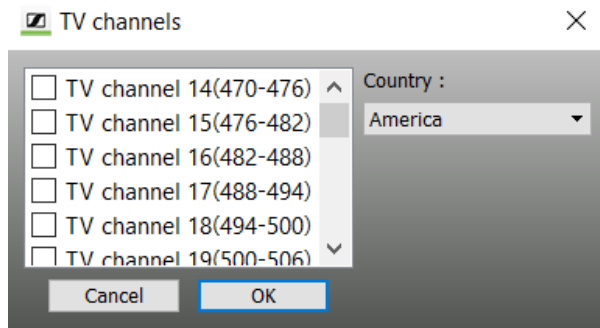 TV channels
TV channel 14(470-476)
TV channel 15(476-482)
TV channel 16(482-488)
TV channel 17(488-494)
TV channel 18(494-500)
TV channel 19(500-506)
Country :
America
Cancel
OK